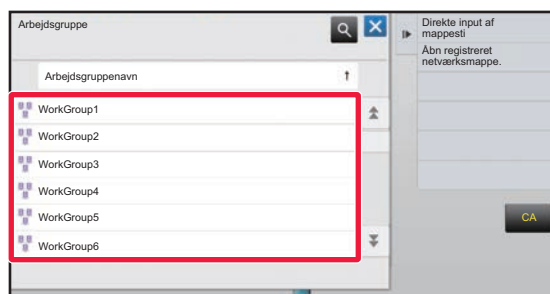 Arbejdsgruppe
Arbejdsgruppenavn
WorkGroup1
WorkGroup2
WorkGroup3
WorkGroup4
WorkGroup5
WorkGroup6
Direkte input af
mappesti
Åbn registreret
netværksmappe.
CA